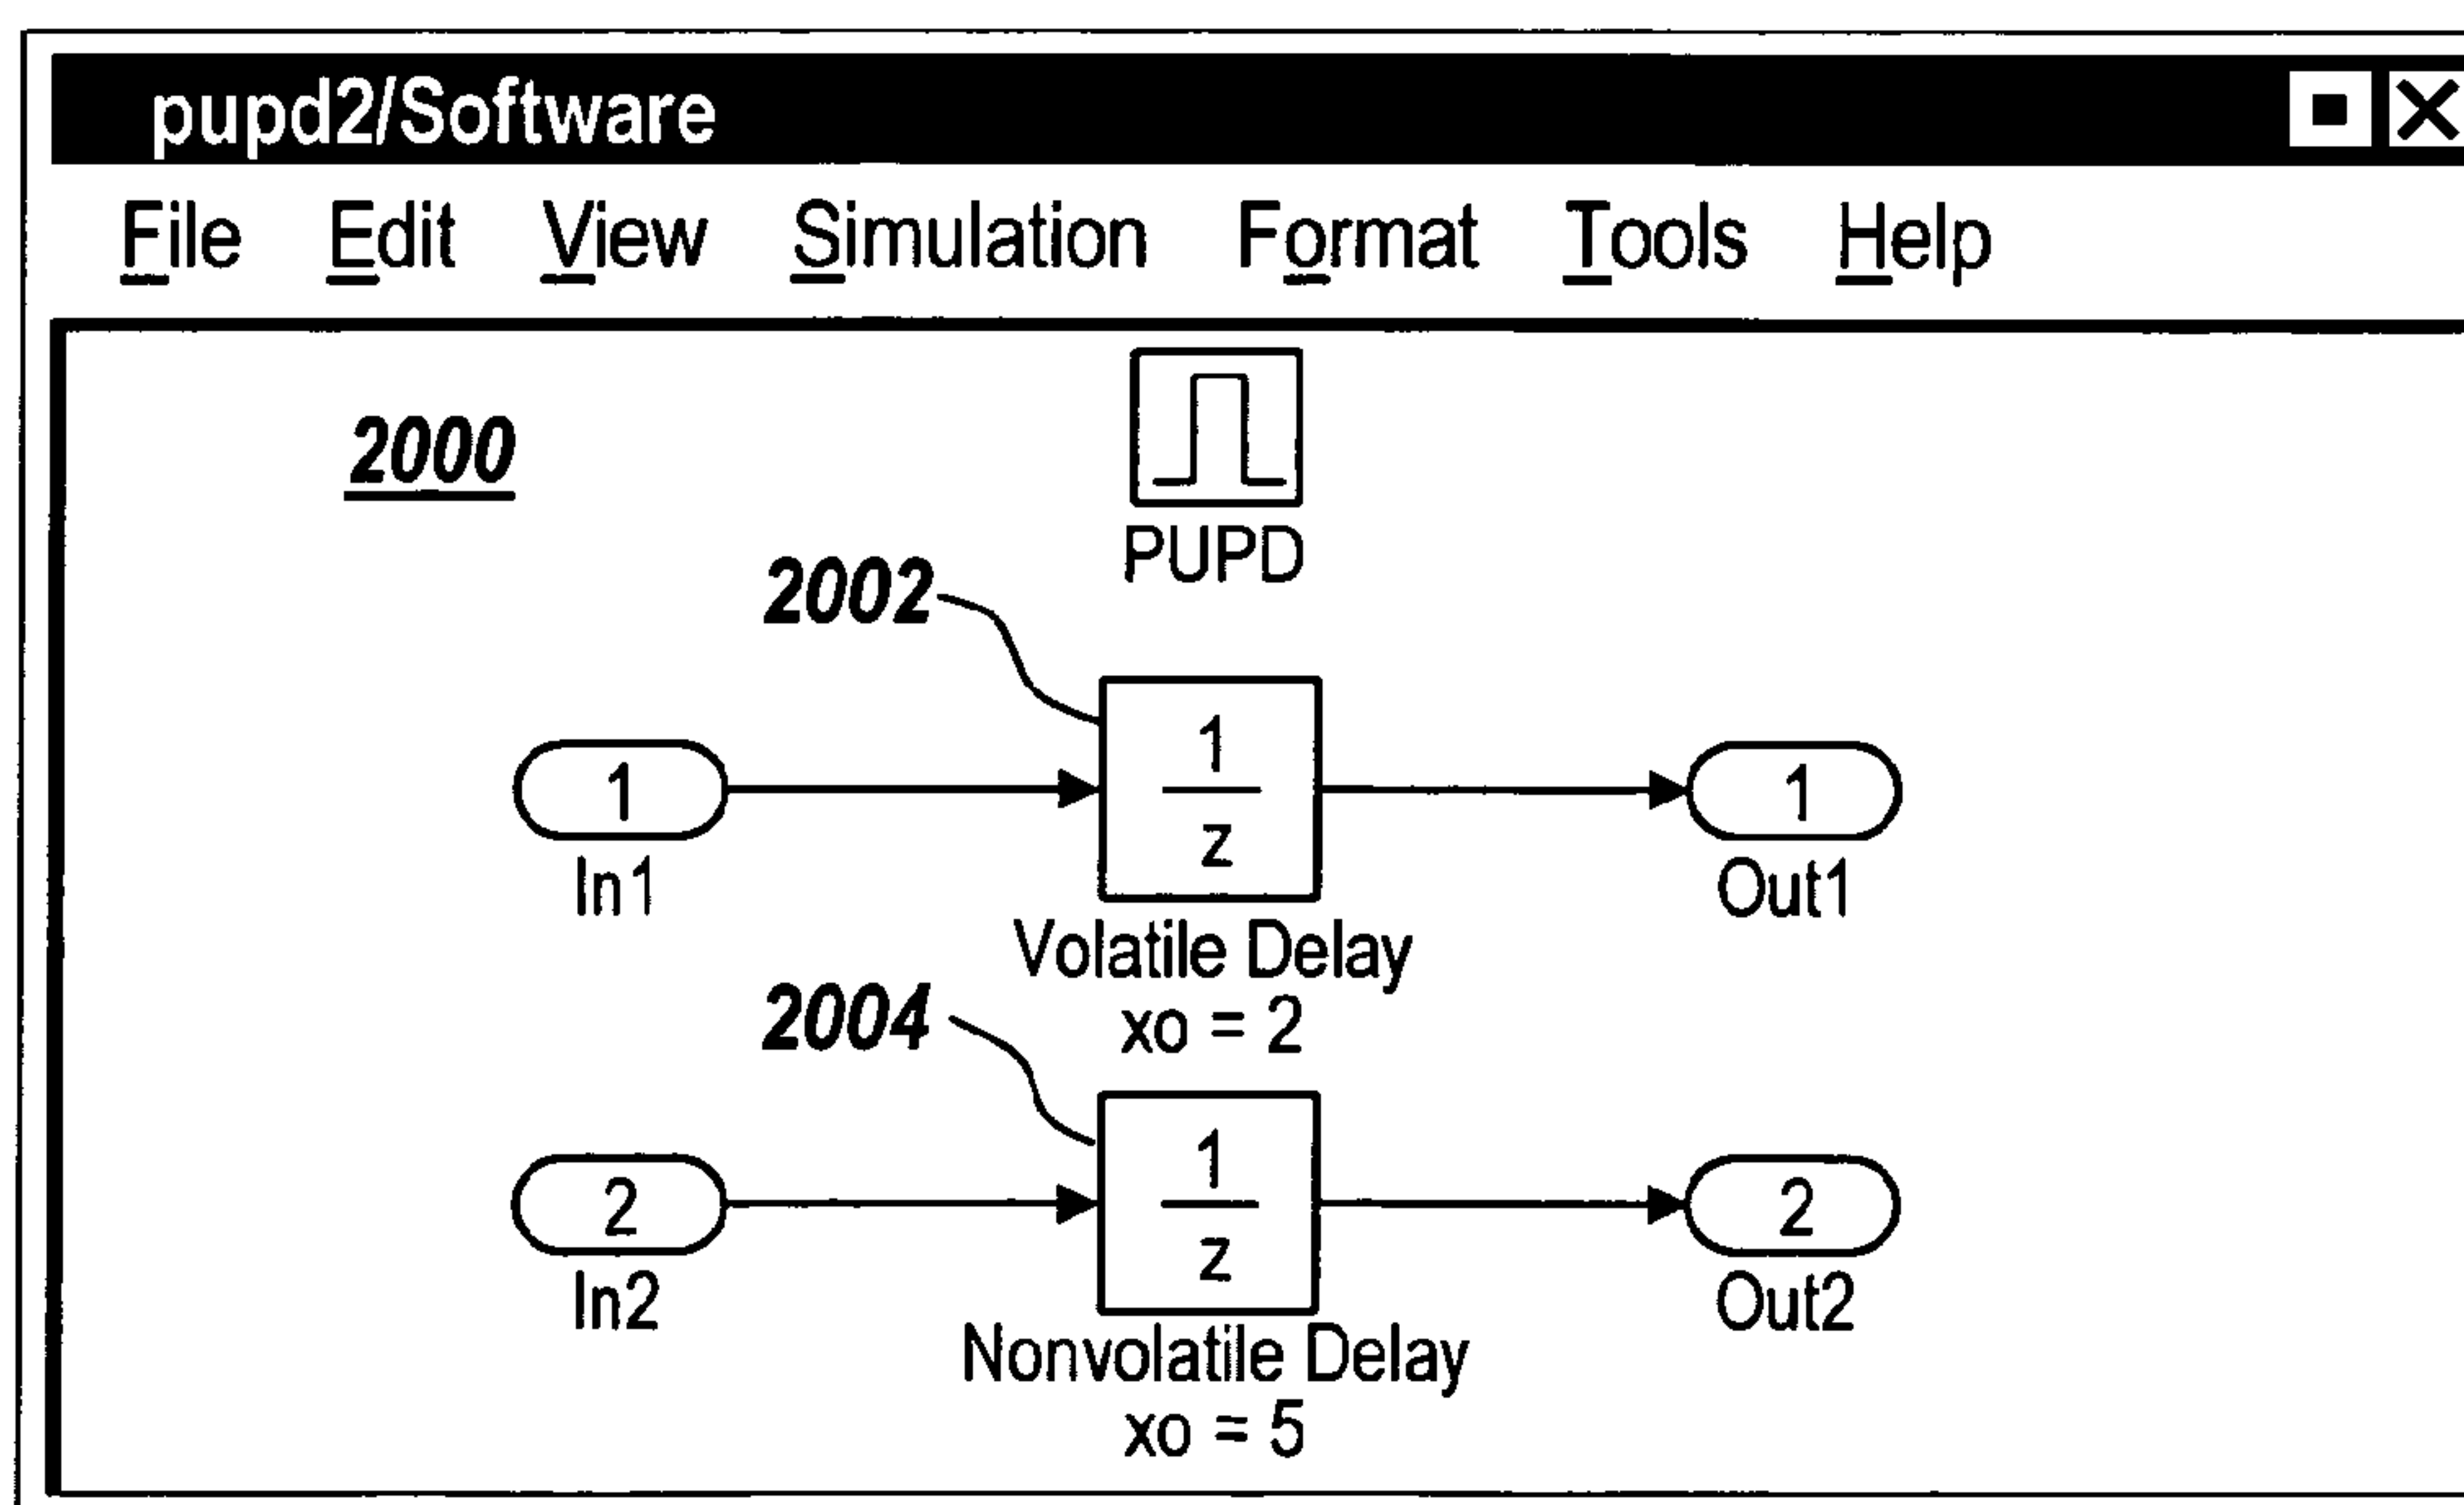 pupd2/Software
File Edit View Simulation Format Tools Help
2000
PUPD
2002
1
1
z
1
In1
Out1
Volatile Delay
xo = 2
2004
2
1
z
2
In2
Out2
Nonvolatile Delay
xo = 5